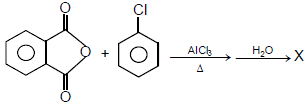 O
Cl
O + AlCl3 H2O X
Δ
O